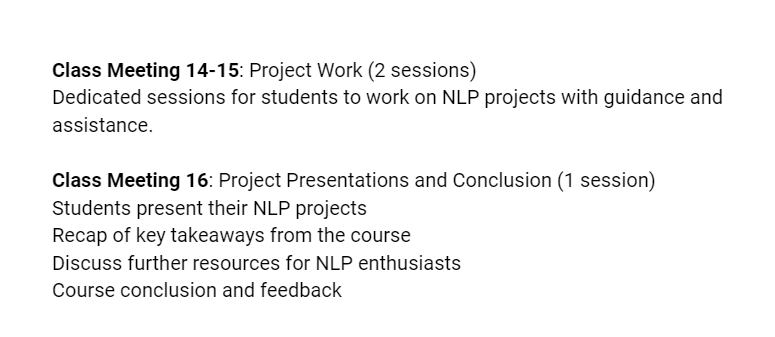 Class Meeting 14-15: Project Work (2 sessions)
Dedicated sessions for students to work on NLP projects with guidance and
assistance.
Class Meeting 16: Project Presentations and Conclusion (1 session)
Students present their NLP projects
Recap of key takeaways from the course
Discuss further resources for NLP enthusiasts
Course conclusion and feedback